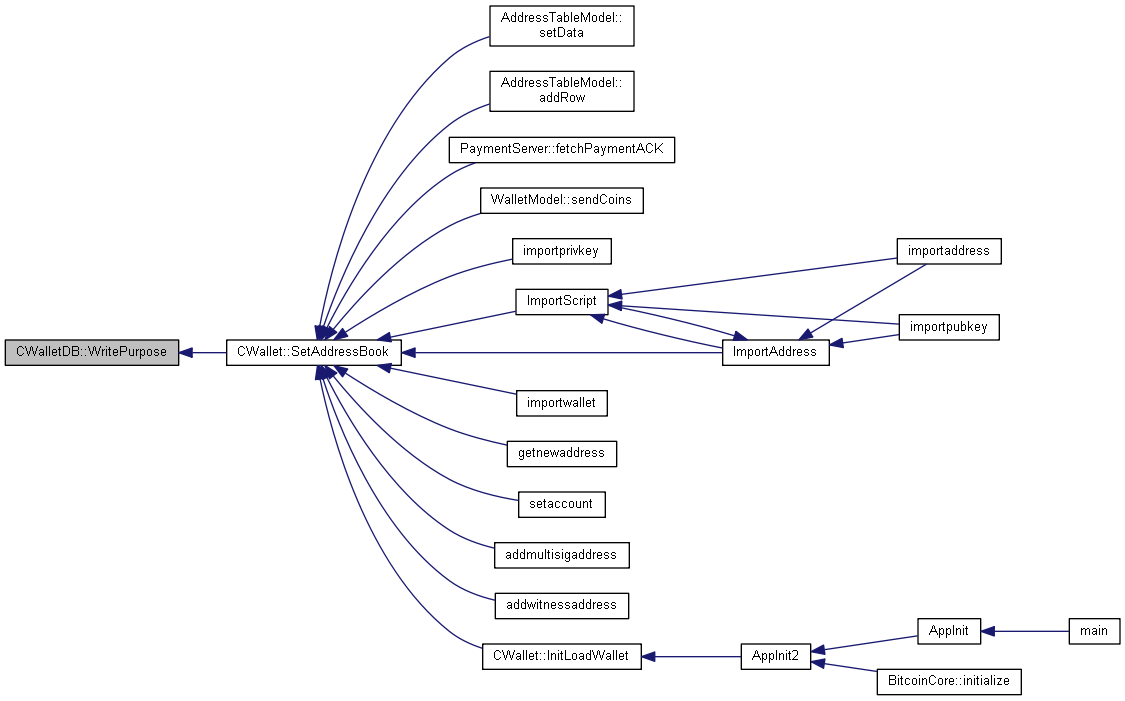 AddressTableModel::
setData
AddressTableModel::
addRow
PaymentServer::fetchPaymentACK
WalletModel::sendCoins
importprivkey
importaddress
ImportScript
importpubkey
CWalletDB::WritePurpose
CWallet::SetAddressBook
ImportAddress
importwallet
getnewaddress
setaccount
addmultisigaddress
addwitnessaddress
AppInit
main
CWallet::InitLoadWallet
AppInit2
BitcoinCore::initialize